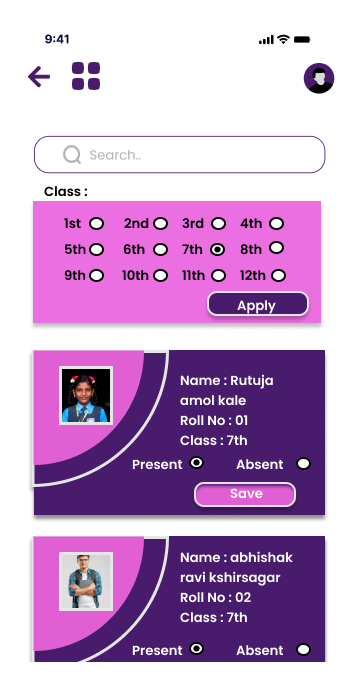 9:41
Search..
Class :
1st 2nd 3rd 4th
5th 6th 7th 8th
9th 10th 11th 12th
Apply
Name : Rutuja
amol kale
Roll No : 01
Class : 7th
Present Absent
Save
Name : abhishak
ravi kshirsagar
Roll No : 02
Class : 7th
Present Absent